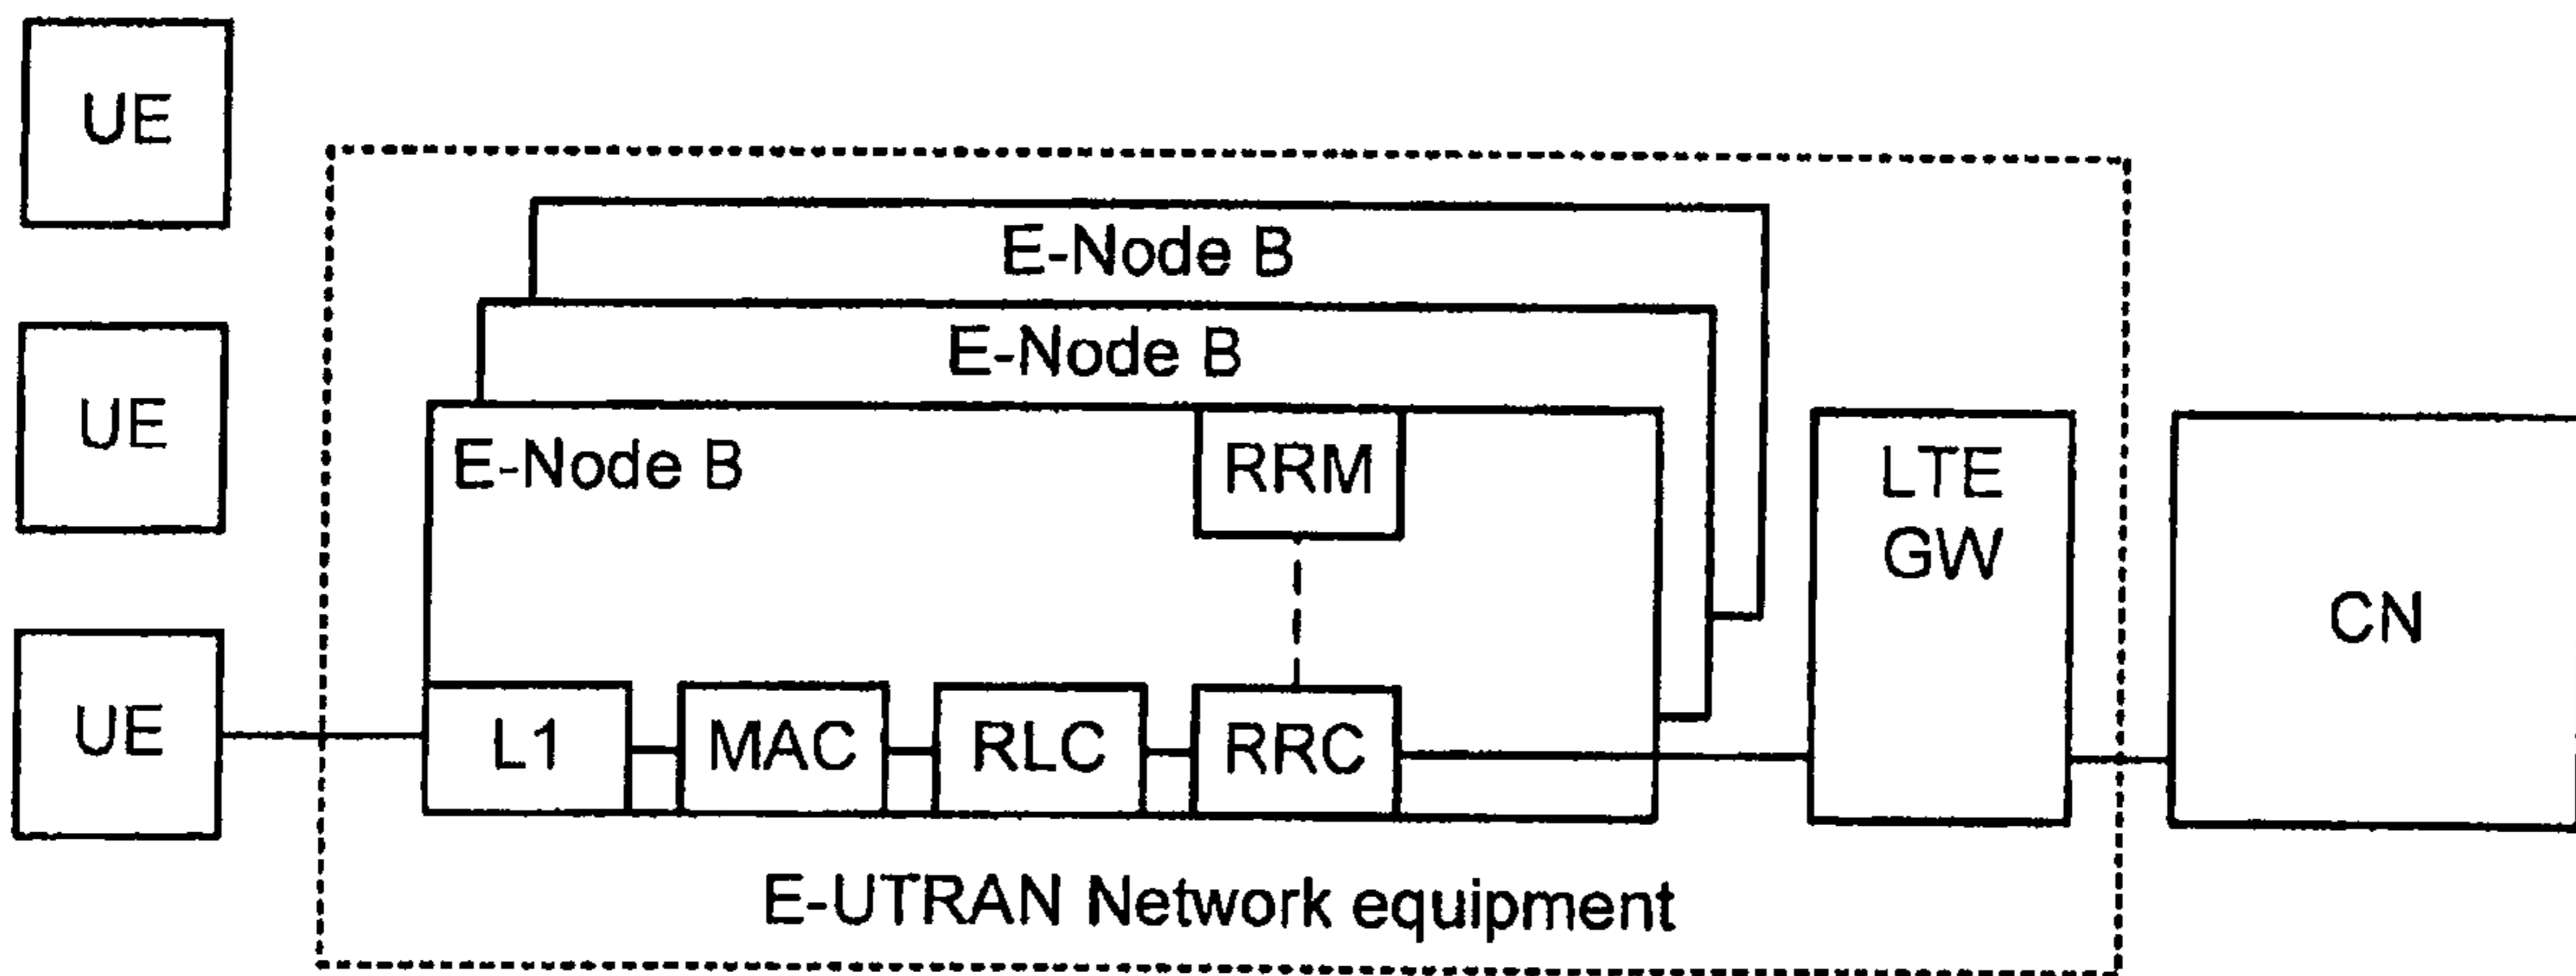 UE
E-Node B
E-Node B
UE
E-Node B
RRM
LTE
GW
CN
UE
L1
MAC
RLC
RRC
E-UTRAN Network equipment